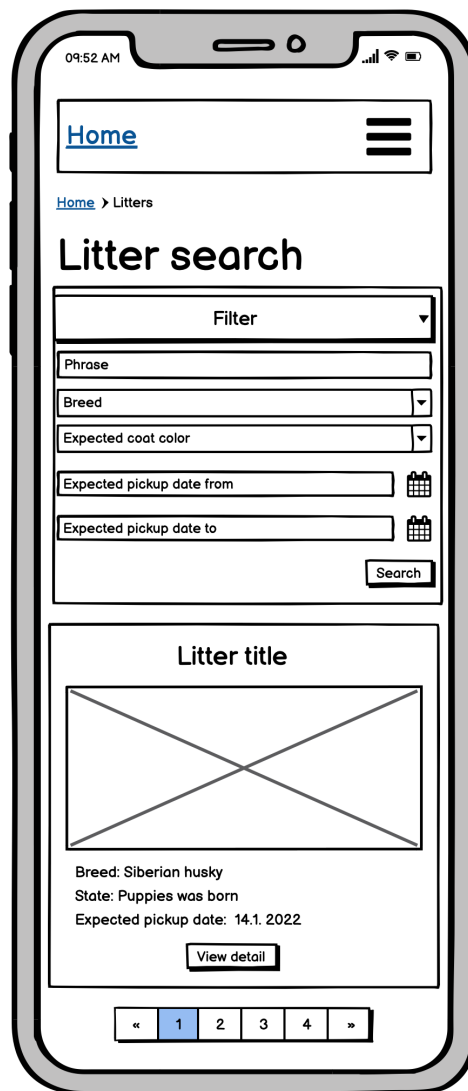 09:52 AM
Home
Home > Litters
Litter search
Filter
Phrase
Breed
Expected coat color
Expected pickup date from
Expected pickup date to
Search
Litter title
Breed: Siberian husky
State: Puppies was born
Expected pickup date: 14.1. 2022
View detail
« 1 2 3 4 »